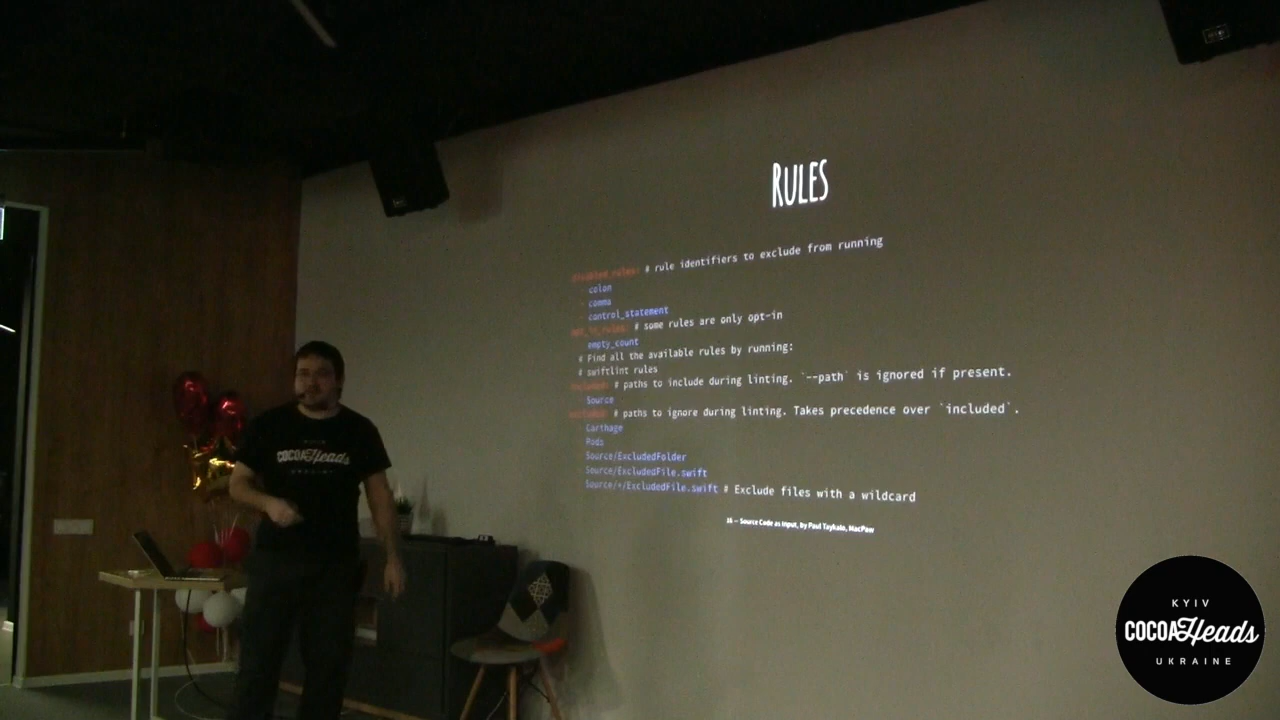 RULES
disabled_rules: # rule identifiers to exclude from running
- colon
- comma
- control_statement
opt_in_rules: # some rules are only opt-in
- empty_count
# Find all the available rules by running:
# swiftlint rules
included: # paths to include during linting. `--path` is ignored if present.
- Source
excluded: # paths to ignore during linting. Takes precedence over `included`.
- Carthage
- Pods
- Source/ExcludedFolder
- Source/ExcludedFile.swift
- Source/*/ExcludedFile.swift # Exclude files with a wildcard
16 — Source Code as Input, by Paul Taykalo, MacPaw
COCOAHeads
KYIV
COCOAHeads
UKRAINE